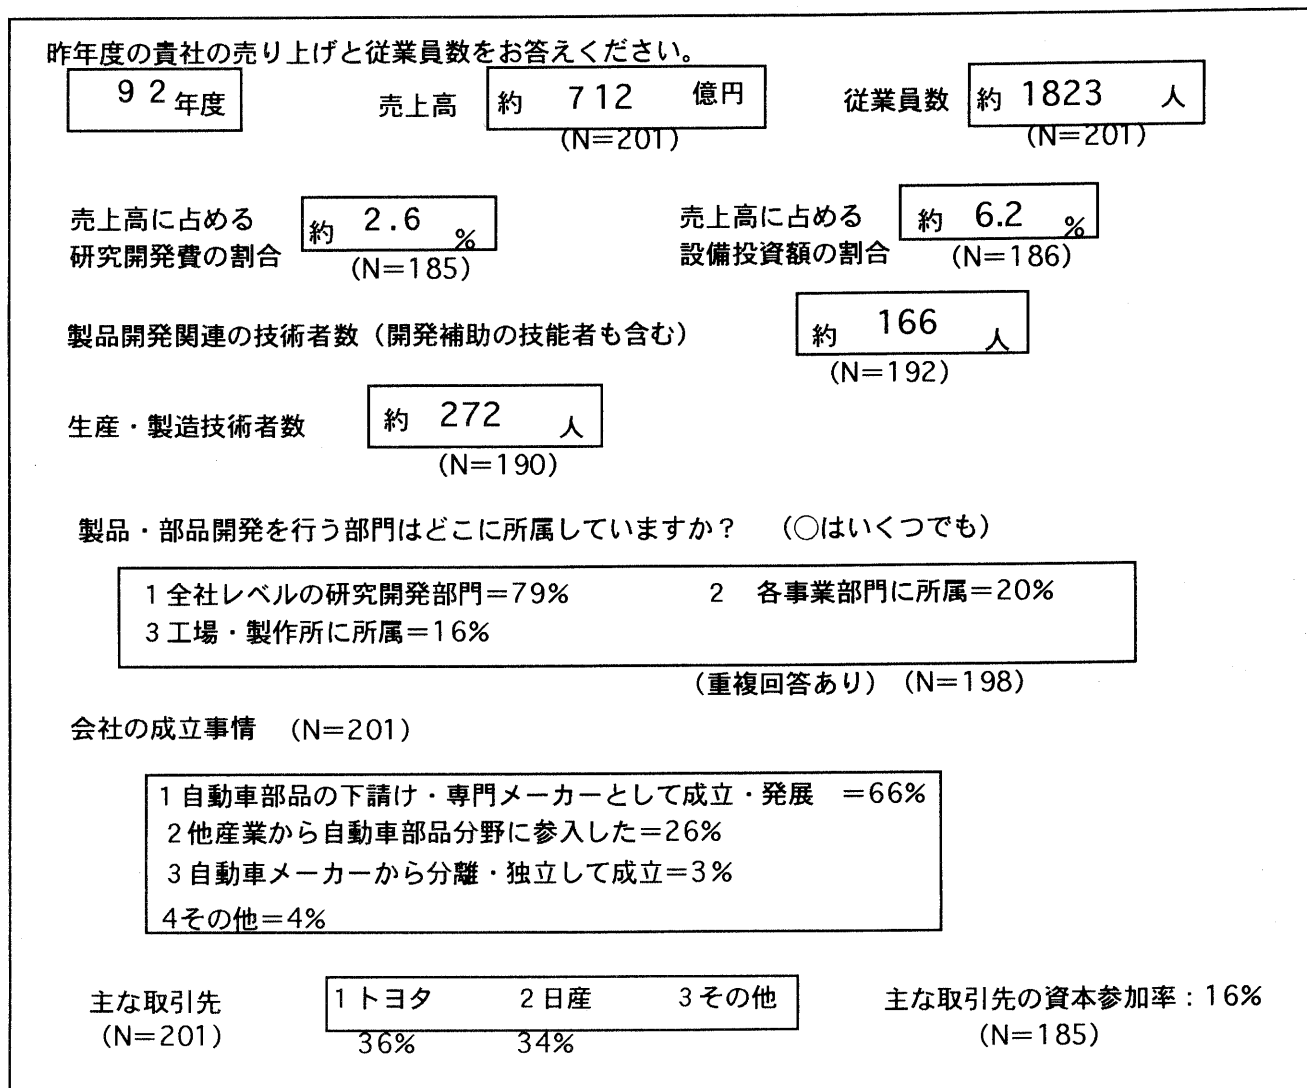 昨年度の貴社の売り上げと従業員数をお答えください。
92年度 売上高 約 712 億円 従業員数 約 1823 人
(N=201) (N=201)
売上高に占める 約 2.6 % 売上高に占める 約 6.2 %
研究開発費の割合 (N=185) 設備投資額の割合 (N=186)
製品開発関連の技術者数（開発補助の技能者も含む） 約 166 人
(N=192)
生産・製造技術者数 約 272 人
(N=190)
製品・部品開発を行う部門はどこに所属していますか？ （○はいくつでも）
1 全社レベルの研究開発部門=79% 2 各事業部門に所属=20%
3 工場・製作所に所属=16%
（重複回答あり） (N=198)
会社の成立事情 (N=201)
1 自動車部品の下請け・専門メーカーとして成立・発展 =66%
2 他産業から自動車部品分野に参入した=26%
3 自動車メーカーから分離・独立して成立=3%
4その他=4%
主な取引先 1 トヨタ 2 日産 3 その他 主な取引先の資本参加率：16%
(N=201) 36% 34% (N=185)